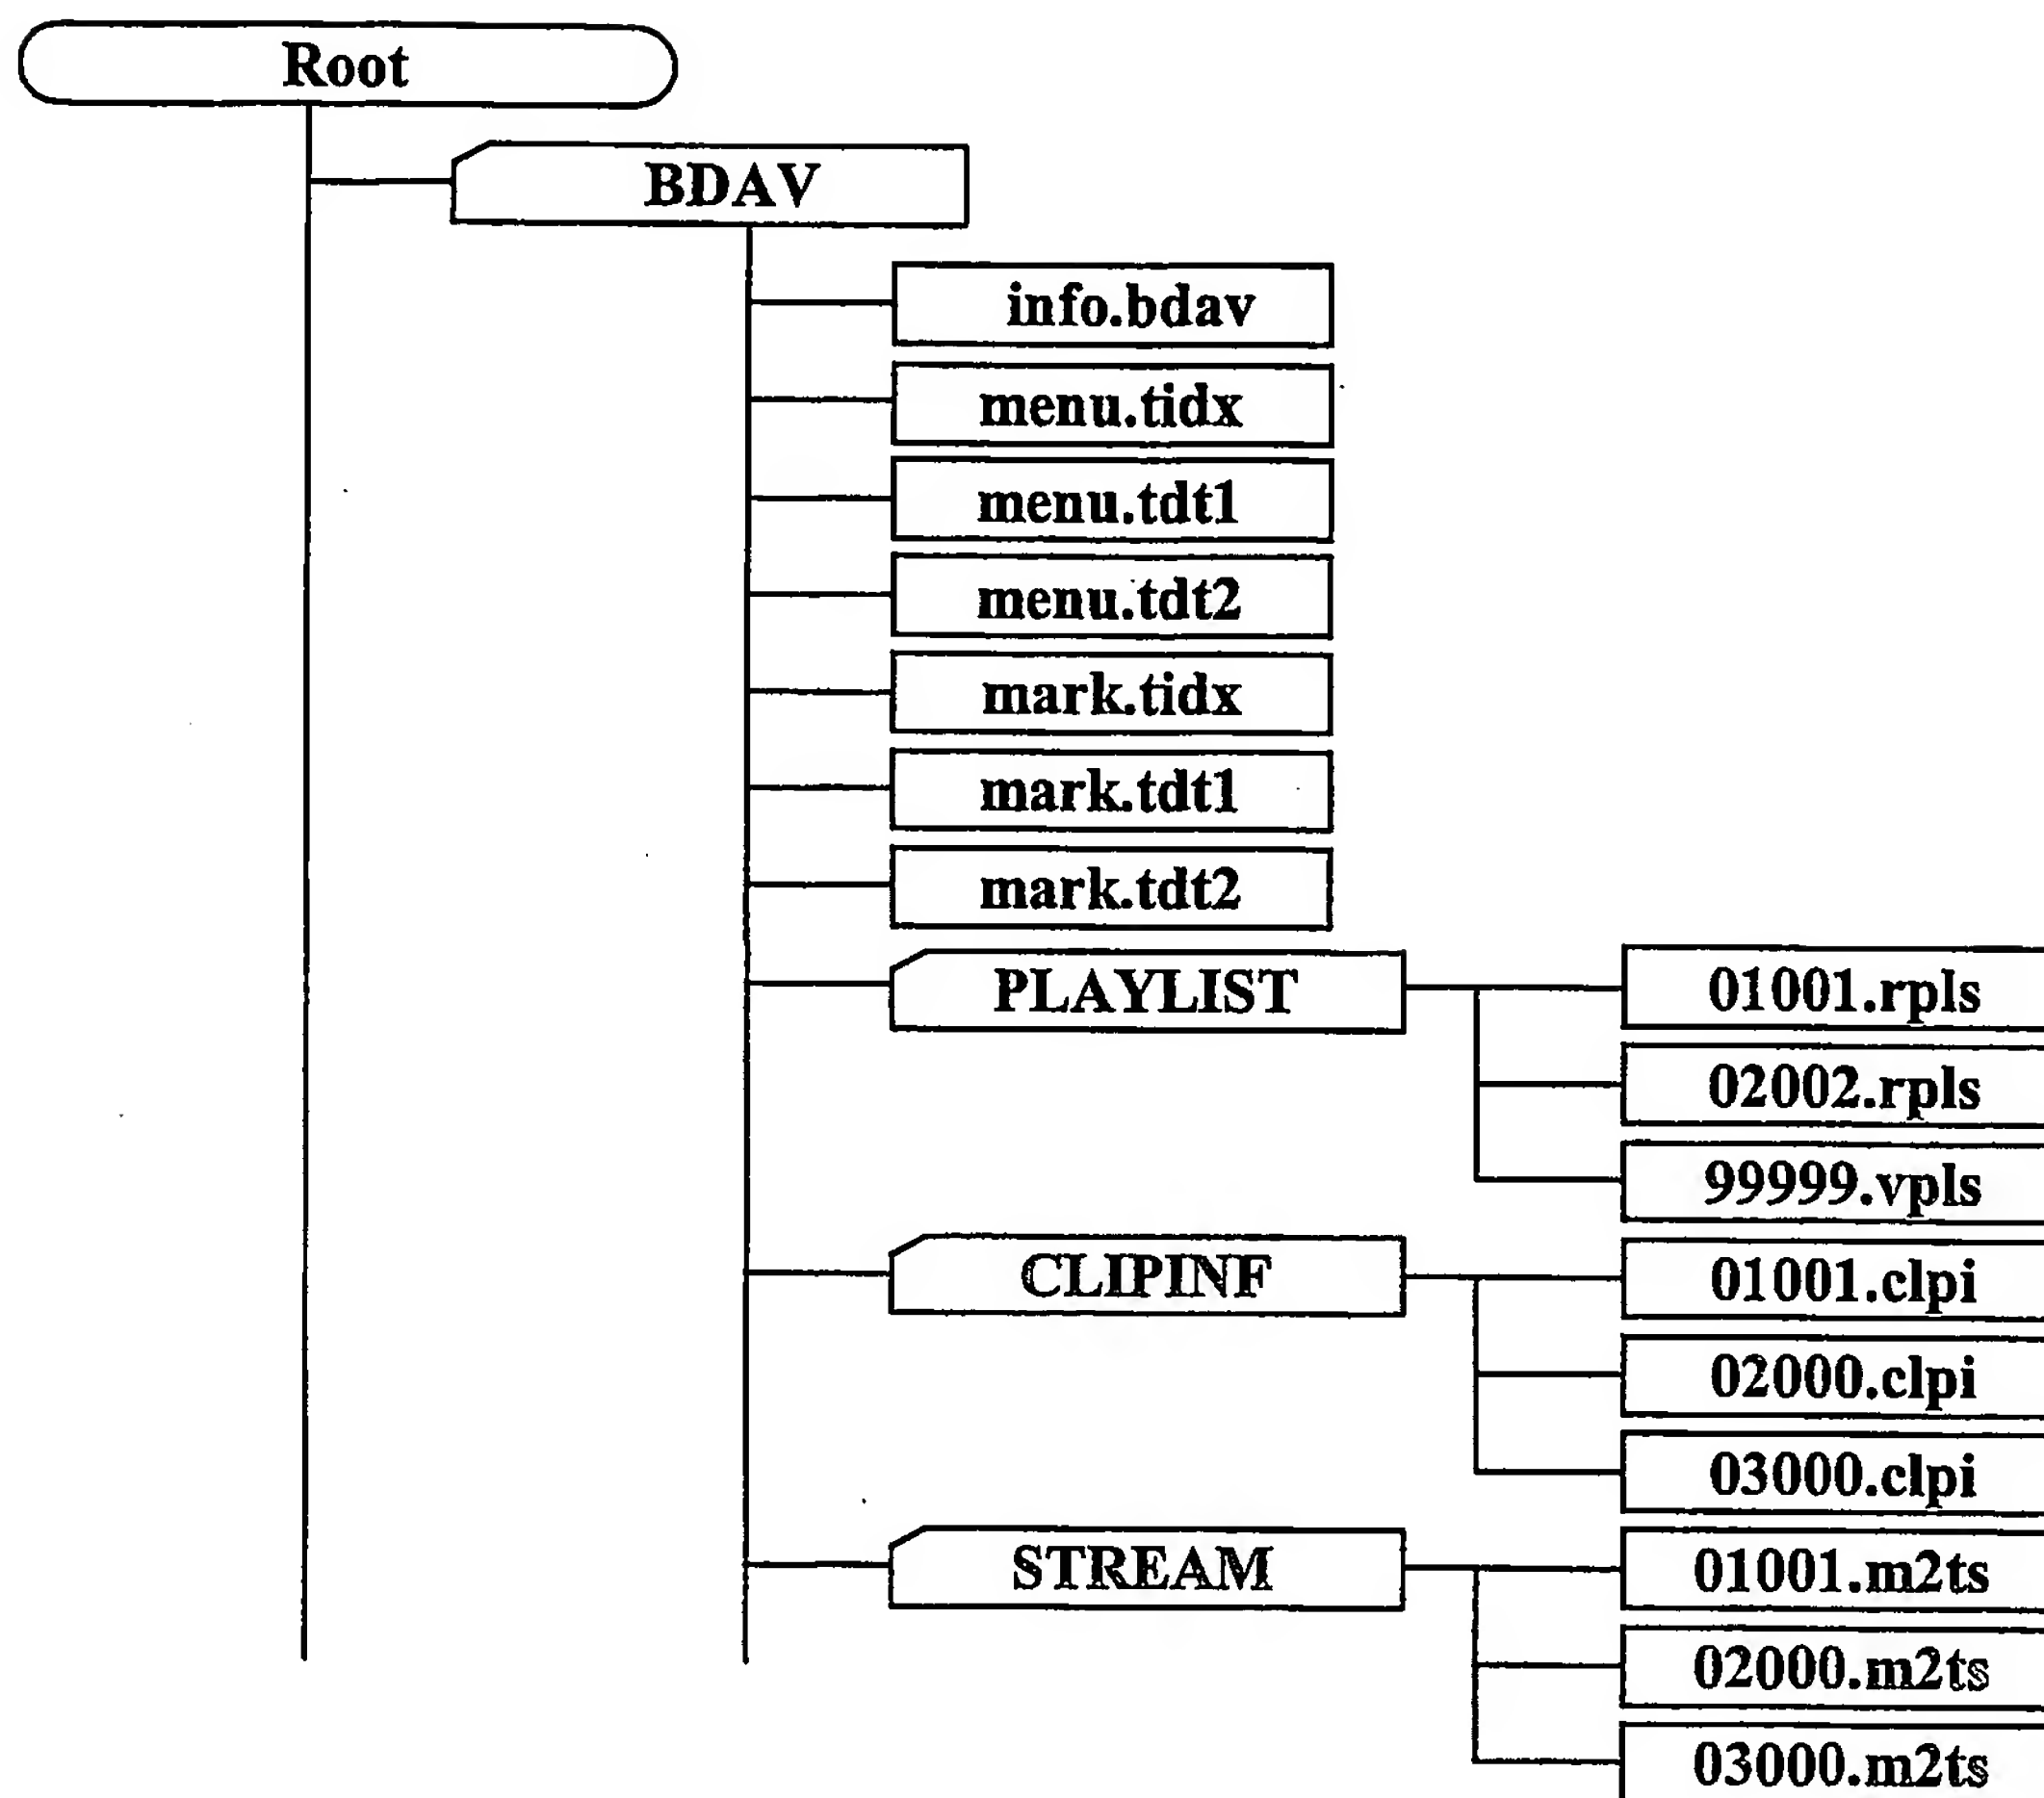 Root
BDAV
info.bdav
menu.tidx
menu.tdt1
menu.tdt2
mark.tidx
mark.tdt1
mark.tdt2
PLAYLIST
01001.rpls
02002.rpls
99999.vpls
CLIPINF
01001.clpi
02000.clpi
03000.clpi
STREAM
01001.m2ts
02000.m2ts
03000.m2ts